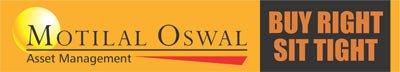 MOTILAL OSWAL
Asset Management
BUY RIGHT
SIT TIGHT